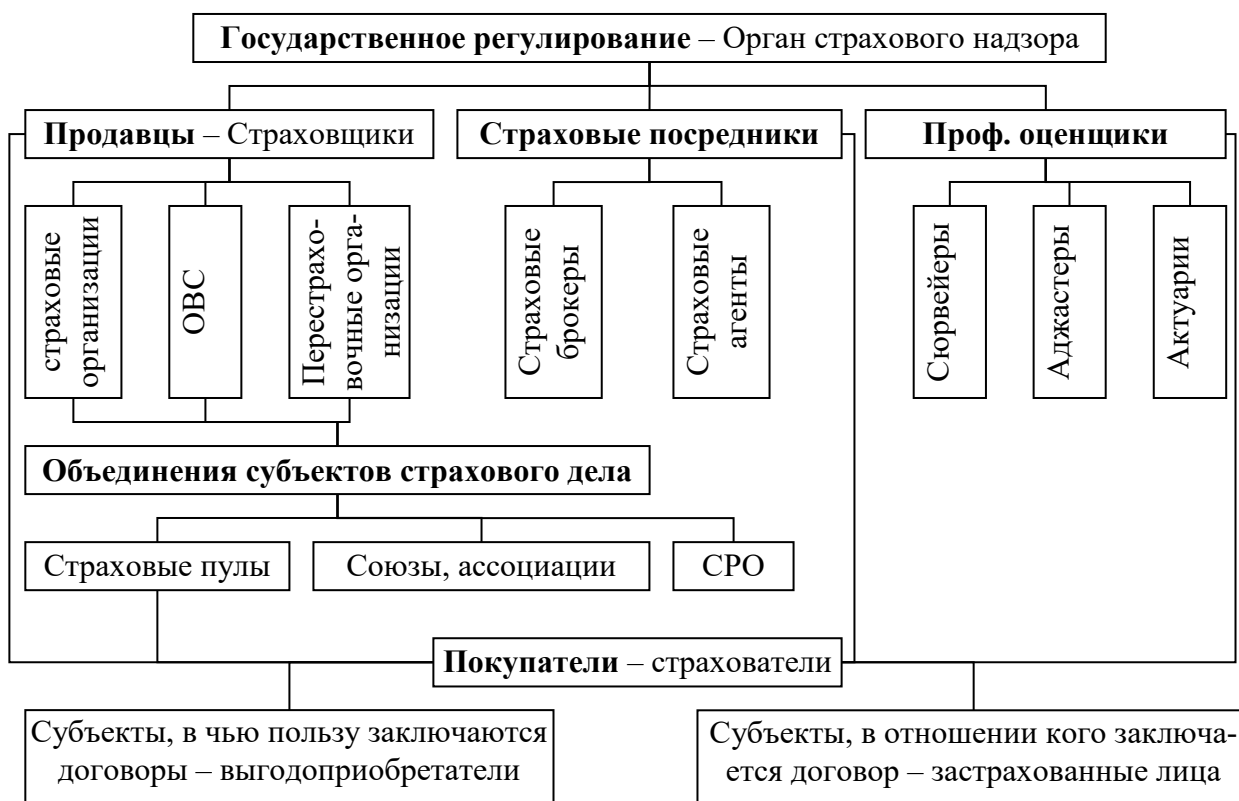 Государственное регулирование – Орган страхового надзора
Продавцы – Страховщики
Страховые посредники
Проф. оценщики
страховые
организации
ОВС
Перестрахо-
вочные орга-
низации
Страховые
брокеры
Страховые
агенты
Сюрвейеры
Аджастеры
Актуарии
Объединения субъектов страхового дела
Страховые пулы
Союзы, ассоциации
СРО
Покупатели – страхователи
Субъекты, в чью пользу заключаются
договоры – выгодоприобретатели
Субъекты, в отношении кого заключа-
ется договор – застрахованные лица